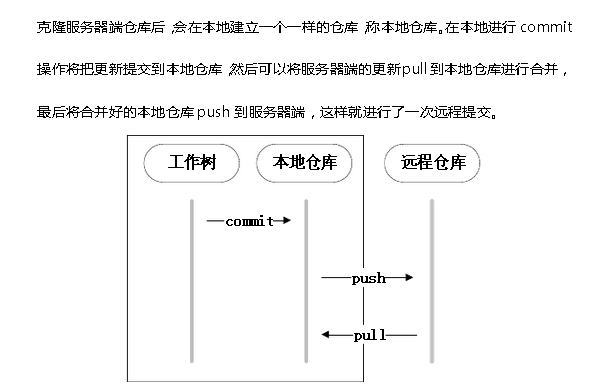 克隆服务器端仓库后,会在本地建立一个一样的仓库,称本地仓库。在本地进行 commit
操作将把更新提交到本地仓库,然后可以将服务器端的更新pull到本地仓库进行合并,
最后将合并好的本地仓库 push 到服务器端,这样就进行了一次远程提交。
工作树 本地仓库 远程仓库
commit
push
pull